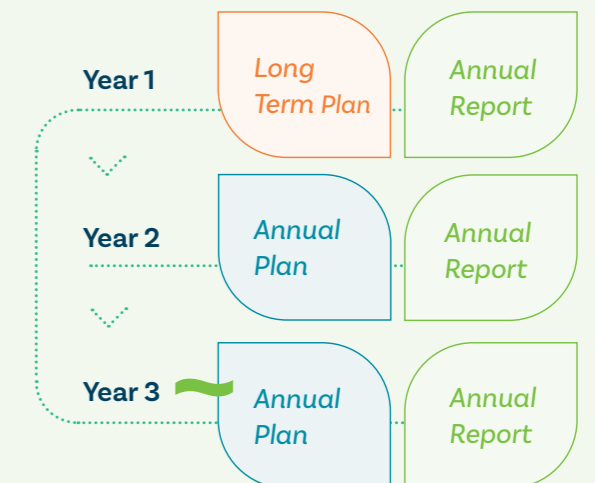 Year 1
Long
Term Plan
Annual
Report
Year 2
Annual
Plan
Annual
Report
Year 3
Annual
Plan
Annual
Report